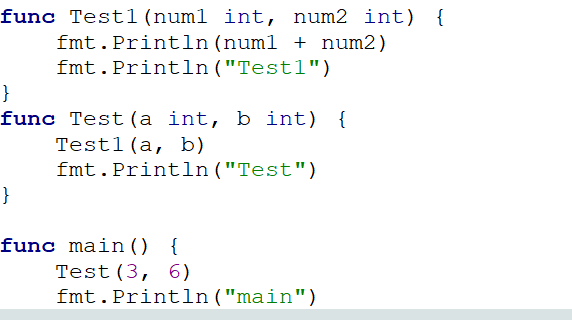 func Test1(num1 int, num2 int) {
    fmt.Println(num1 + num2)
    fmt.Println("Test1")
}
func Test(a int, b int) {
    Test1(a, b)
    fmt.Println("Test")
}

func main() {
    Test(3, 6)
    fmt.Println("main")